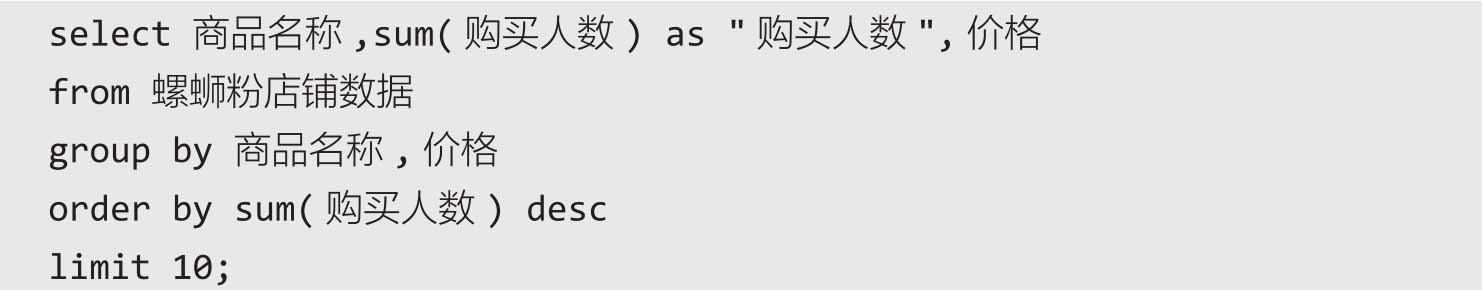 select 商品名称,sum(购买人数) as "购买人数",价格
from 螺蛳粉店铺数据
group by 商品名称,价格
order by sum(购买人数) desc
limit 10;